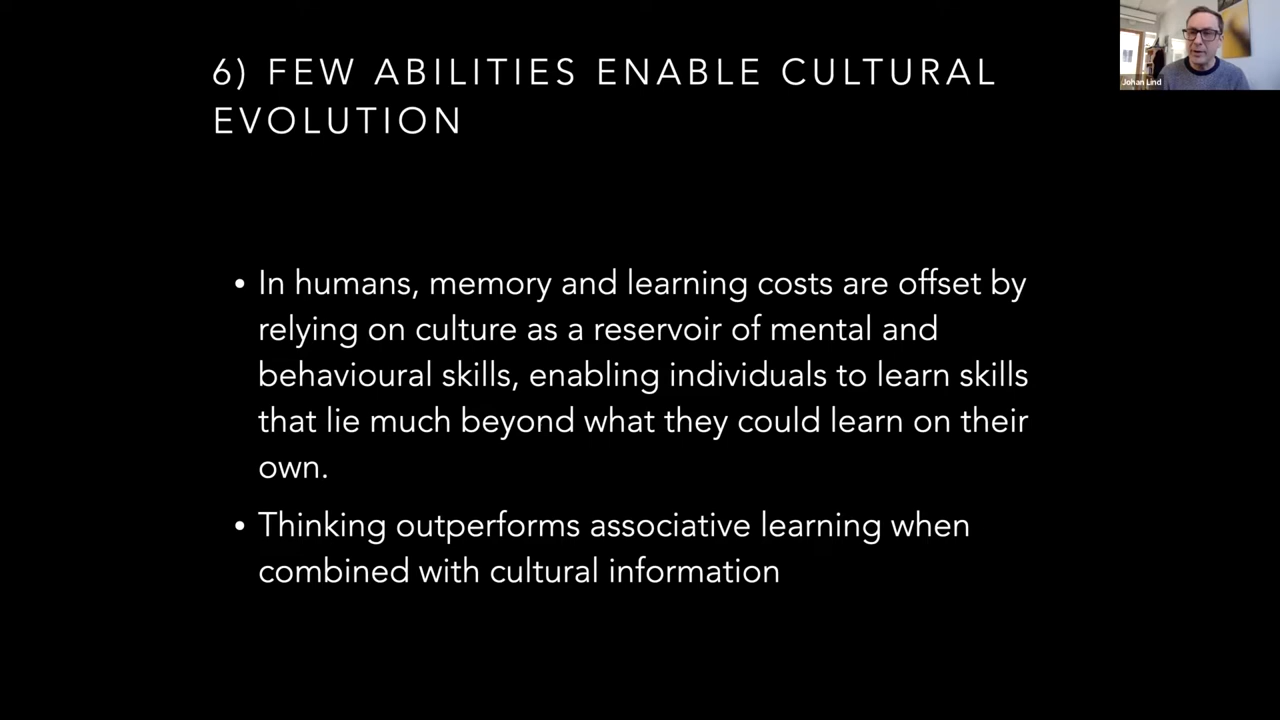 6) FEW ABILITIES ENABLE CULTURAL
EVOLUTION
• In humans, memory and learning costs are offset by
relying on culture as a reservoir of mental and
behavioural skills, enabling individuals to learn skills
that lie much beyond what they could learn on their
own.
• Thinking outperforms associative learning when
combined with cultural information
Johan Lind